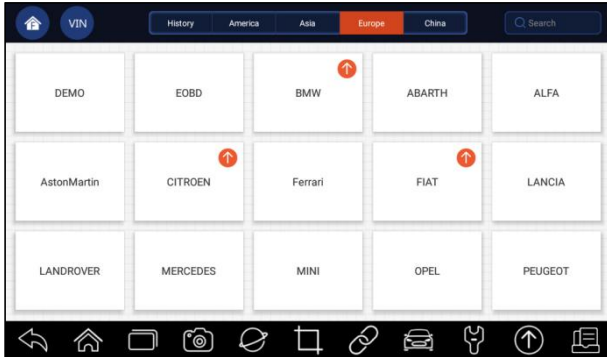 VIN History America Asia Europe China Search
DEMO EOBD BMW ABARTH ALFA
AstonMartin CITROEN Ferrari FIAT LANCIA
LANDROVER MERCEDES MINI OPEL PEUGEOT